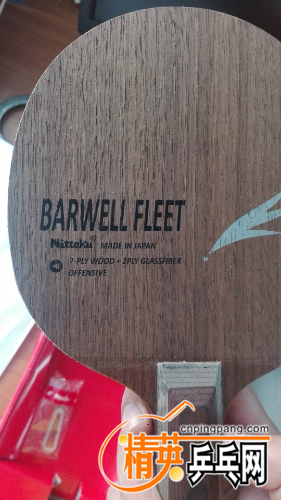 BARWELL FLEET
Nittaku MADE IN JAPAN
7-PLY WOOD + 2PLY GLASSFIBER
OFFENSIVE
cnpingpang.com
精英乒乓网